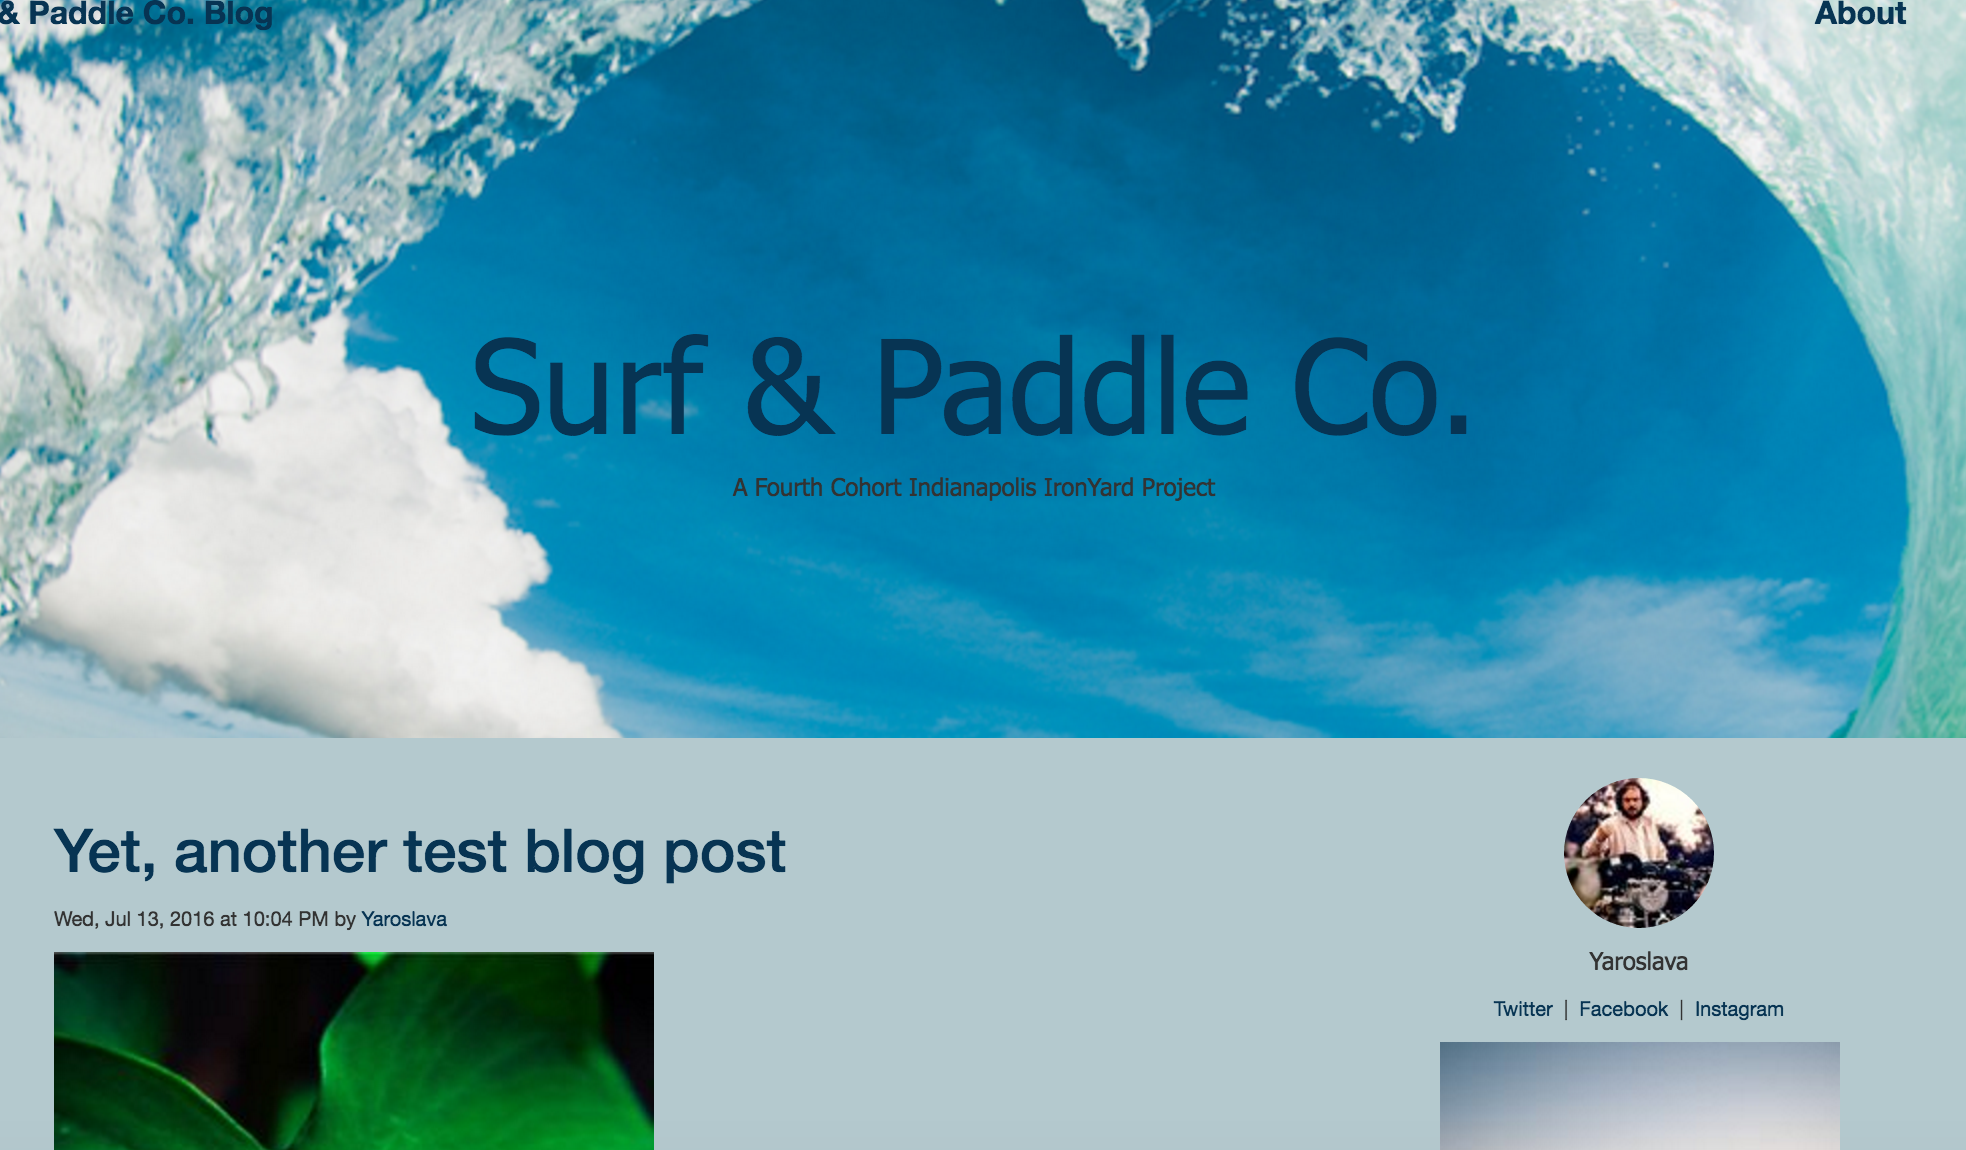 & Paddle Co. Blog
About
Surf & Paddle Co.
A Fourth Cohort Indianapolis IronYard Project
Yet, another test blog post
Wed, Jul 13, 2016 at 10:04 PM by Yaroslava
Yaroslava
Twitter | Facebook | Instagram